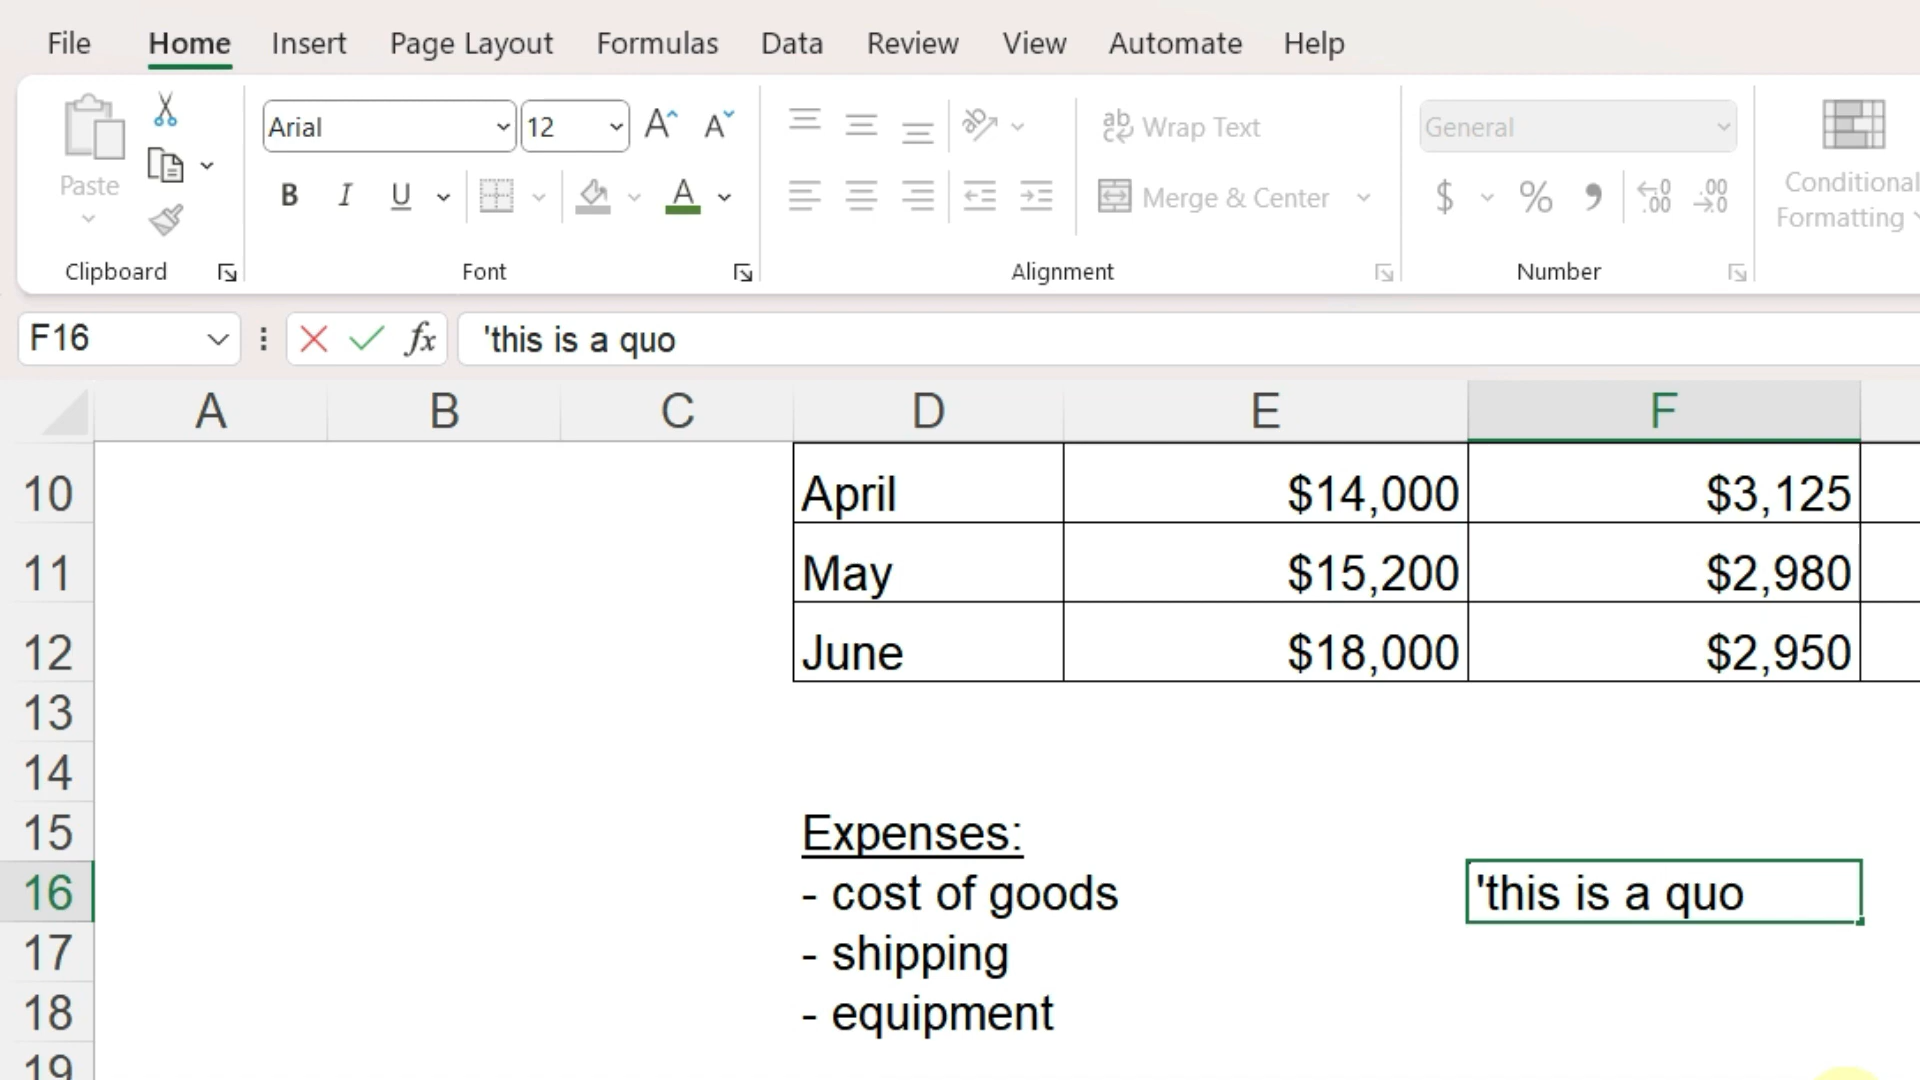 File Home Insert Page Layout Formulas Data Review View Automate Help
Arial 12 Wrap Text General
Paste Merge & Center Conditional Formatting
Clipboard Font Alignment Number
F16 fx 'this is a quo
A B C D E F
10 April $14,000 $3,125
11 May $15,200 $2,980
12 June $18,000 $2,950
13
14
15 Expenses:
16 - cost of goods 'this is a quo
17 - shipping
18 - equipment
19